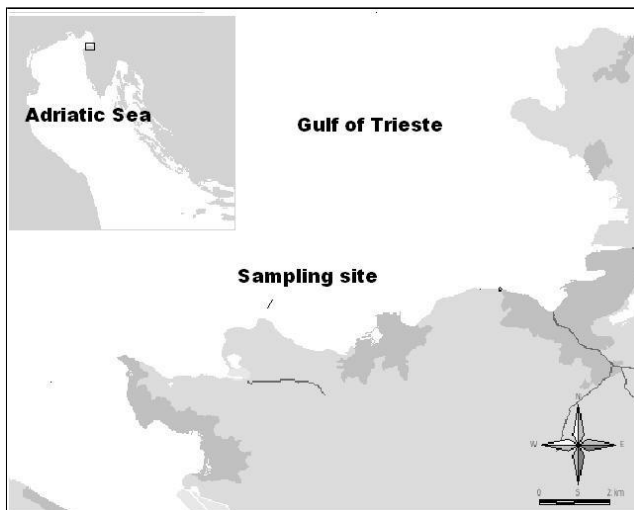 Adriatic Sea
Gulf of Trieste
Sampling site
N
W
E
S
0 5 2 km